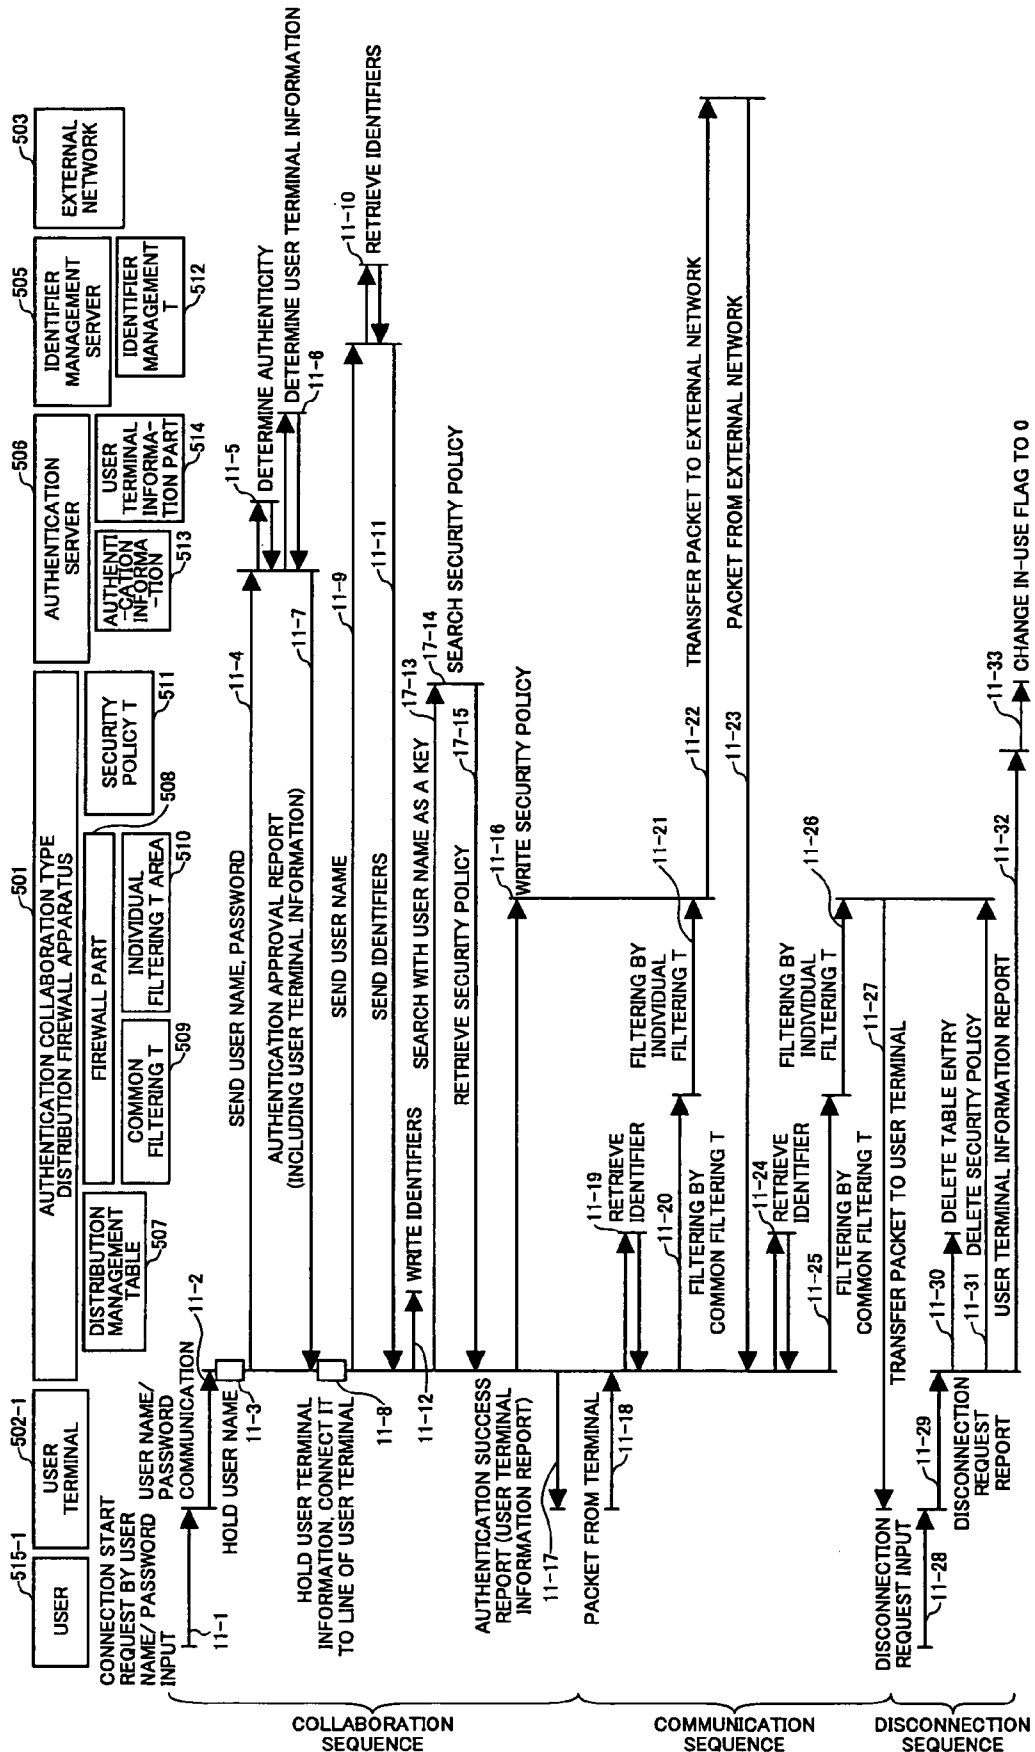 515-1
USER
502-1
USER
TERMINAL
501
AUTHENTICATION COLLABORATION TYPE
DISTRIBUTION FIREWALL APPARATUS
DISTRIBUTION
MANAGEMENT
TABLE
507
FIREWALL PART
508
COMMON
FILTERING T
509
INDIVIDUAL
FILTERING T AREA
510
SECURITY
POLICY T
511
506
AUTHENTICATION
SERVER
AUTHENTI
-CATION
INFORMA
-TION
513
USER
TERMINAL
INFORMA-
TION PART
514
505
IDENTIFIER
MANAGEMENT
SERVER
IDENTIFIER
MANAGEMENT
T
512
503
EXTERNAL
NETWORK
CONNECTION START
REQUEST BY USER
NAME/ PASSWORD
INPUT
11-1
USER NAME/
PASSWORD
COMMUNICATION
11-2
HOLD USER NAME
11-3
SEND USER NAME, PASSWORD
11-4
11-5
DETERMINE AUTHENTICITY
DETERMINE USER TERMINAL INFORMATION
11-6
AUTHENTICATION APPROVAL REPORT
(INCLUDING USER TERMINAL INFORMATION)
11-7
HOLD USER TERMINAL
INFORMATION, CONNECT IT
TO LINE OF USER TERMINAL
11-8
SEND USER NAME
11-9
11-10
RETRIEVE IDENTIFIERS
SEND IDENTIFIERS
11-11
11-12
WRITE IDENTIFIERS
SEARCH WITH USER NAME AS A KEY
17-13
17-14
SEARCH SECURITY POLICY
RETRIEVE SECURITY POLICY
17-15
11-16
WRITE SECURITY POLICY
AUTHENTICATION SUCCESS
REPORT (USER TERMINAL
INFORMATION REPORT)
11-17
PACKET FROM TERMINAL
11-18
11-19
RETRIEVE
IDENTIFIER
11-20
FILTERING BY
COMMON FILTERING T
FILTERING BY
INDIVIDUAL
FILTERING T
11-21
11-22
TRANSFER PACKET TO EXTERNAL NETWORK
11-23
PACKET FROM EXTERNAL NETWORK
11-24
RETRIEVE
IDENTIFIER
11-25
FILTERING BY
COMMON FILTERING T
FILTERING BY
INDIVIDUAL
FILTERING T
11-26
11-27
TRANSFER PACKET TO USER TERMINAL
DISCONNECTION
REQUEST INPUT
11-28
11-29
DISCONNECTION
REQUEST
REPORT
11-30
DELETE TABLE ENTRY
11-31
DELETE SECURITY POLICY
USER TERMINAL INFORMATION REPORT
11-32
11-33
CHANGE IN-USE FLAG TO 0
COLLABORATION
SEQUENCE
COMMUNICATION
SEQUENCE
DISCONNECTION
SEQUENCE